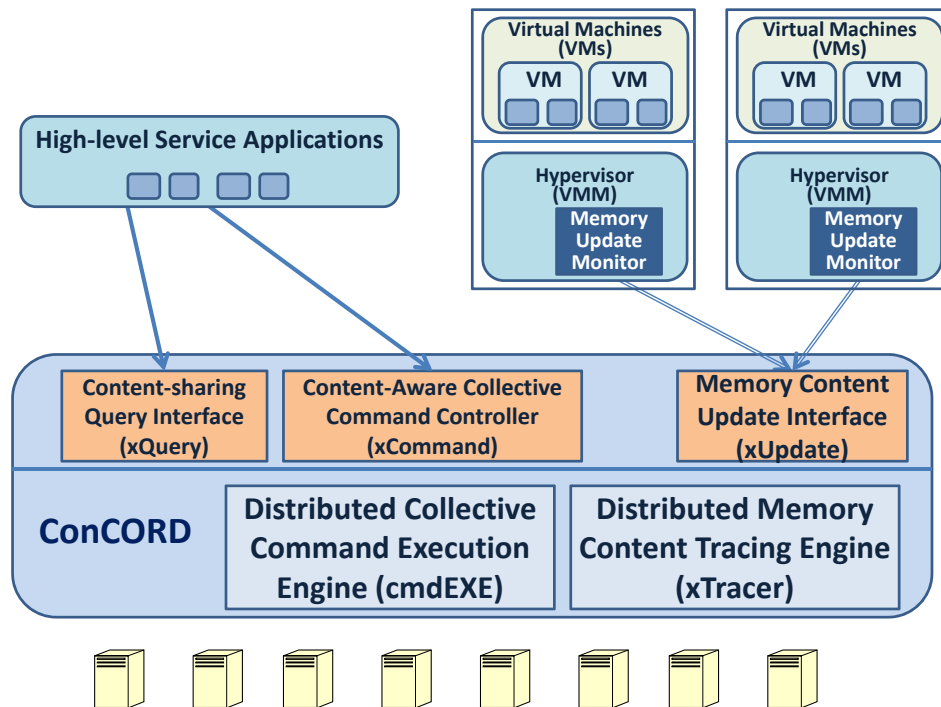 Virtual Machines
(VMs)
VM
VM
Hypervisor
(VMM)
Memory
Update
Monitor
Virtual Machines
(VMs)
VM
VM
Hypervisor
(VMM)
Memory
Update
Monitor
High-level Service Applications
Content-sharing
Query Interface
(xQuery)
Content-Aware Collective
Command Controller
(xCommand)
Memory Content
Update Interface
(xUpdate)
ConCORD
Distributed Collective
Command Execution
Engine (cmdEXE)
Distributed Memory
Content Tracing Engine
(xTracer)